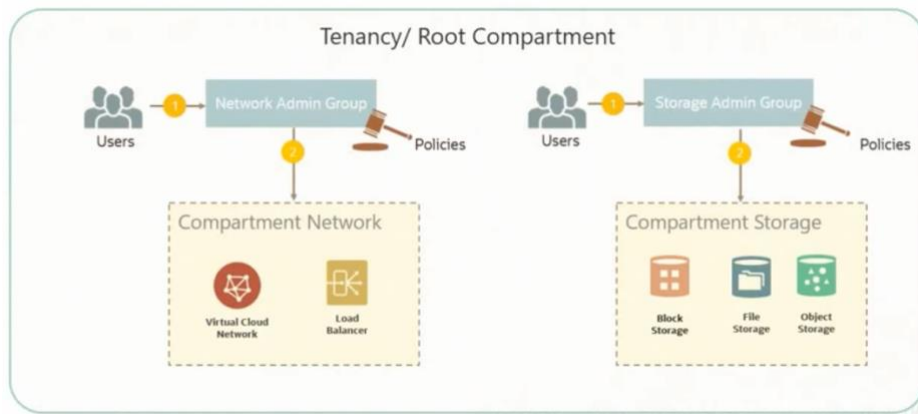 Tenancy/ Root Compartment
1
Network Admin Group
Users
Policies
2
Compartment Network
Virtual Cloud
Network
Load
Balancer
1
Storage Admin Group
Users
Policies
2
Compartment Storage
Block
Storage
File
Storage
Object
Storage